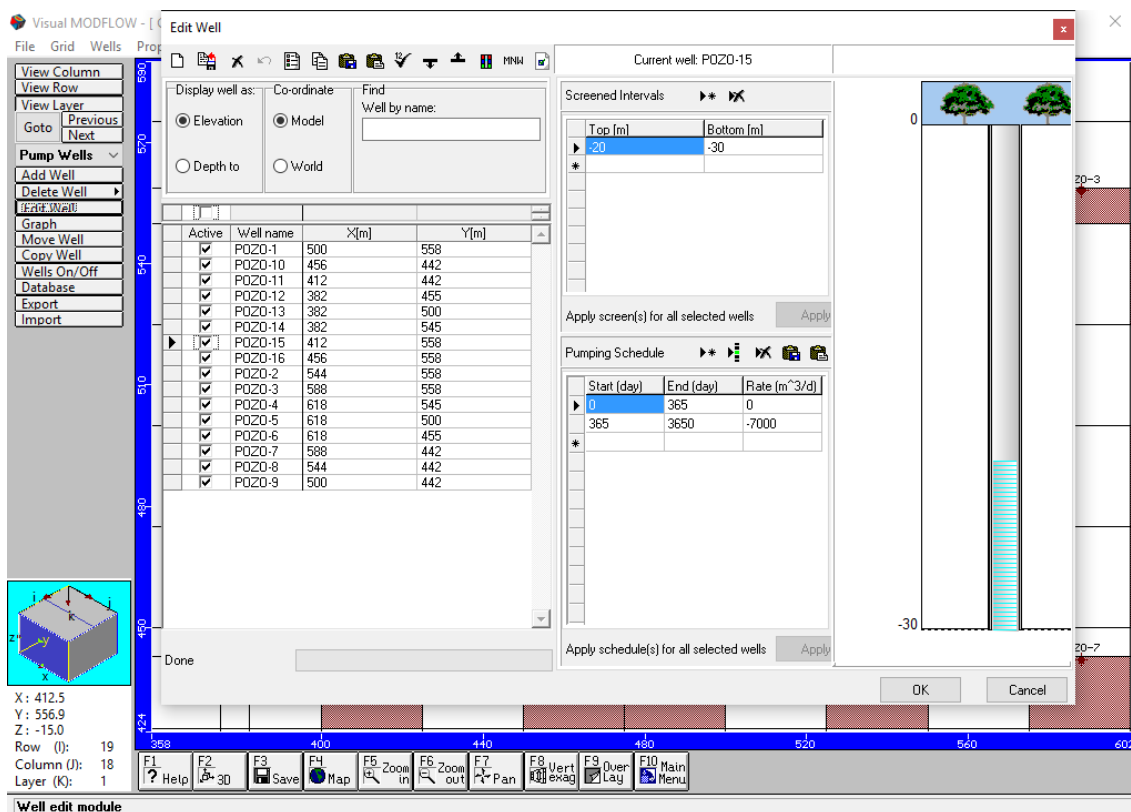 Visual MODFLOW - [
File Grid Wells Prop
View Column
View Row
View Layer
Goto
Previous
Next
Pump Wells
Add Well
Delete Well
Edit Well
Graph
Move Well
Copy Well
Wells On/Off
Database
Export
Import
X : 412.5
Y : 556.9
Z : -15.0
Row (I): 19
Column (J): 18
Layer (K): 1
Well edit module
590
570
540
510
480
450
424
Edit Well
MNW
Display well as:
Elevation
Depth to
Co-ordinate
Model
World
Find
Well by name:
Active Well name X[m] Y[m]
POZO-1 500 558
POZO-10 456 442
POZO-11 412 442
POZO-12 382 455
POZO-13 382 500
POZO-14 382 545
POZO-15 412 558
POZO-16 456 558
POZO-2 544 558
POZO-3 588 558
POZO-4 618 545
POZO-5 618 500
POZO-6 618 455
POZO-7 588 442
POZO-8 544 442
POZO-9 500 442
Done
Current well: POZO-15
Screened Intervals
Top [m] Bottom [m]
-20 -30
Apply screen(s) for all selected wells Apply
Pumping Schedule
Start (day) End (day) Rate (m^3/d)
0 365 0
365 3650 -7000
Apply schedule(s) for all selected wells Apply
0
-30
OK Cancel
ZO-3
ZO-7
358 400 440 480 520 560 602
F1 Help
F2 3D
F3 Save
F4 Map
F5 Zoom in
F6 Zoom out
F7 Pan
F8 Vert exag
F9 Over Lay
F10 Main Menu
i
j
k
z
y
x